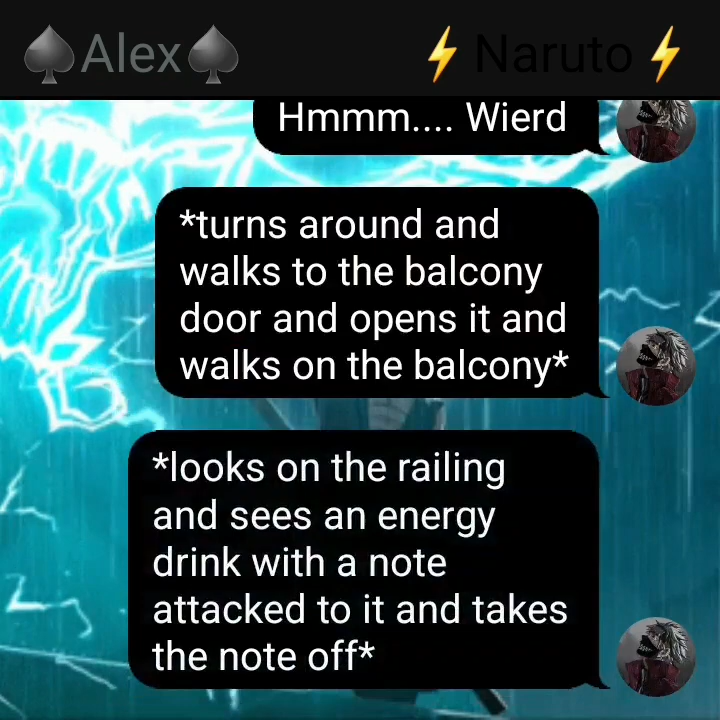 ♠Alex♠ ⚡ Naruto ⚡
Hmmm.... Wierd
*turns around and
walks to the balcony
door and opens it and
walks on the balcony*
*looks on the railing
and sees an energy
drink with a note
attacked to it and takes
the note off*